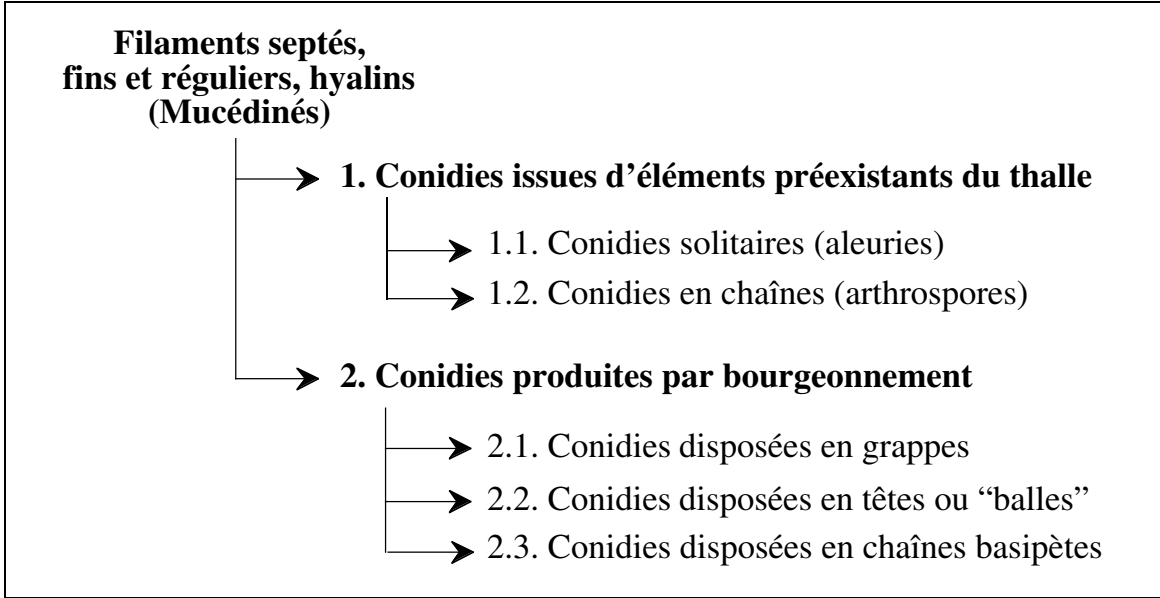 Filaments septés,
fins et réguliers, hyalins
(Mucédinés)
1. Conidies issues d’éléments préexistants du thalle
1.1. Conidies solitaires (aleuries)
1.2. Conidies en chaînes (arthrospores)
2. Conidies produites par bourgeonnement
2.1. Conidies disposées en grappes
2.2. Conidies disposées en têtes ou “balles”
2.3. Conidies disposées en chaînes basipètes